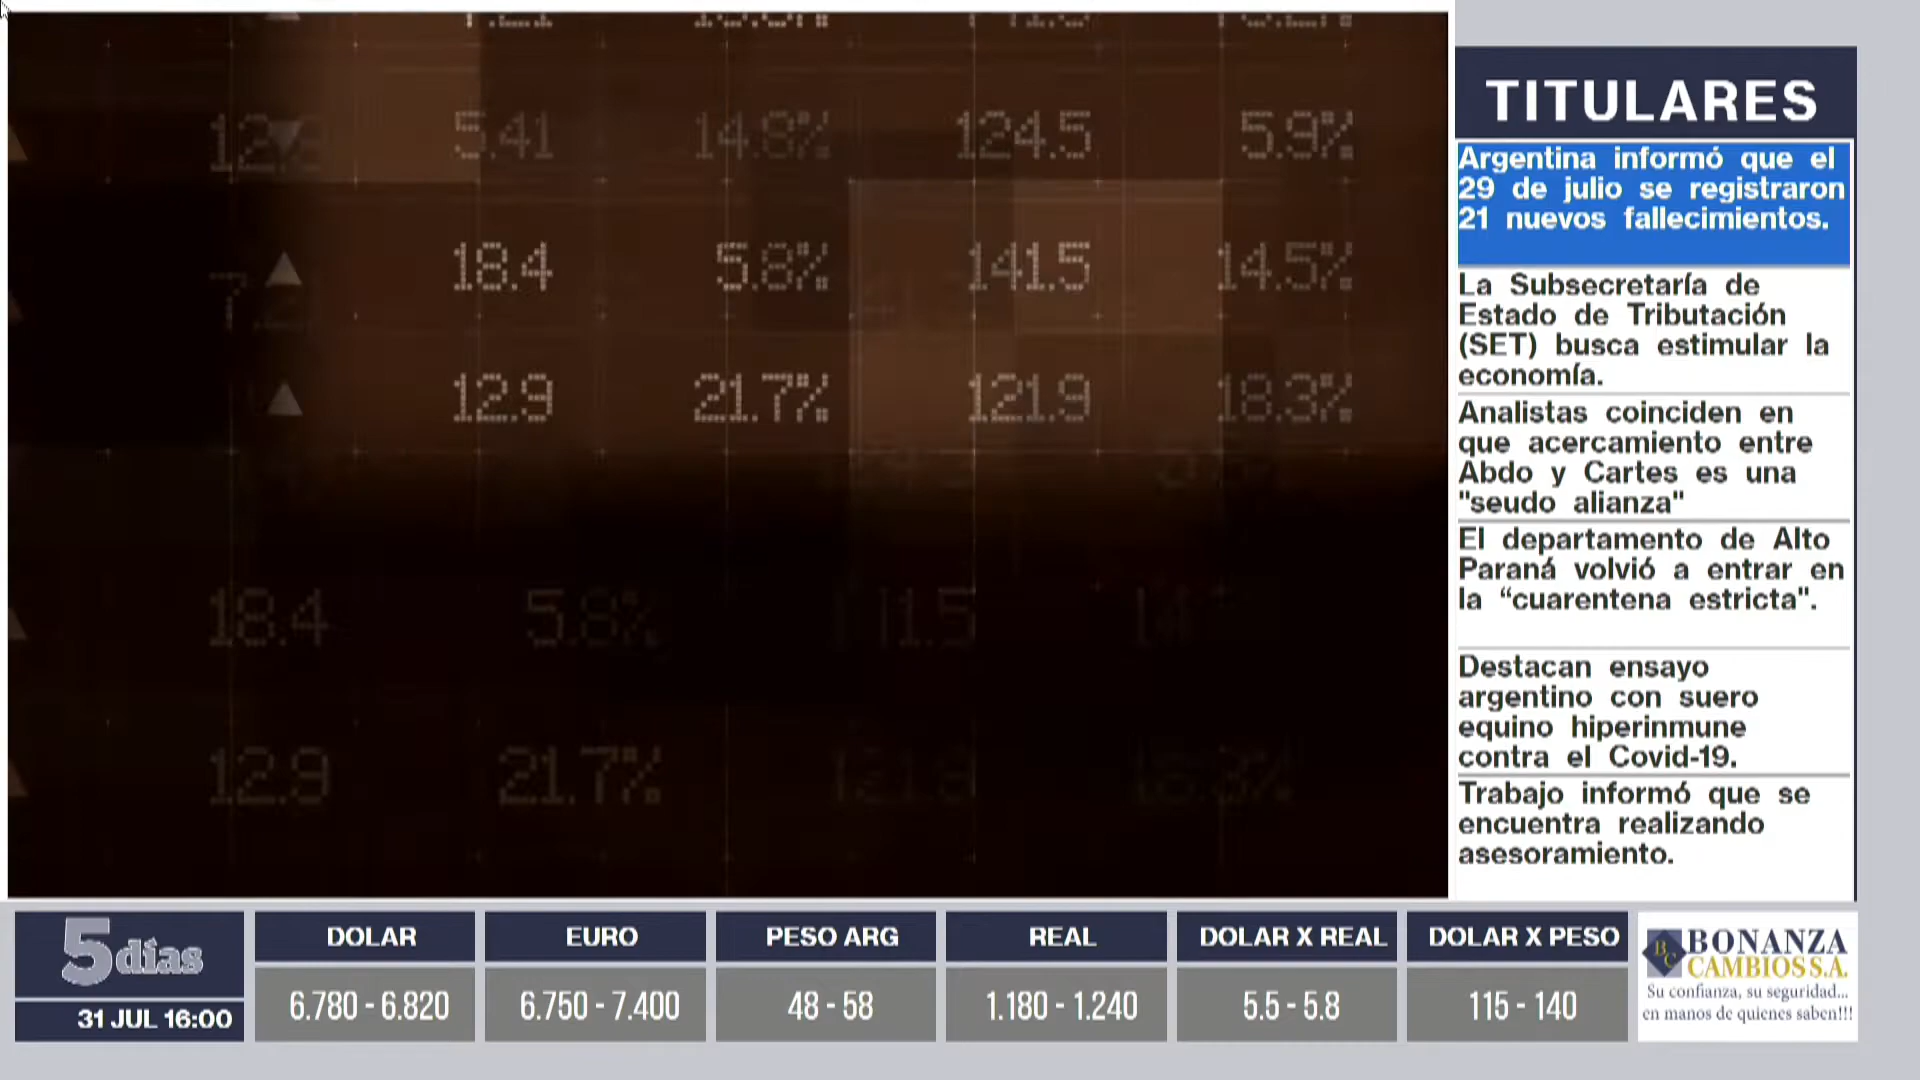 12.9
5.41
14.8%
124.5
5.9%
18.4
5.8%
141.5
14.5%
12.9
21.7%
121.9
18.3%
18.4
5.8%
12.9
21.7%
TITULARES
Argentina informó que el
29 de julio se registraron
21 nuevos fallecimientos.
La Subsecretaría de
Estado de Tributación
(SET) busca estimular la
economía.
Analistas coinciden en
que acercamiento entre
Abdo y Cartes es una
"seudo alianza"
El departamento de Alto
Paraná volvió a entrar en
la “cuarentena estricta".
Destacan ensayo
argentino con suero
equino hiperinmune
contra el Covid-19.
Trabajo informó que se
encuentra realizando
asesoramiento.
5días
31 JUL 16:00
DOLAR
6.780 - 6.820
EURO
6.750 - 7.400
PESO ARG
48 - 58
REAL
1.180 - 1.240
DOLAR X REAL
5.5 - 5.8
DOLAR X PESO
115 - 140
BC
BONANZA
CAMBIOS S.A.
Su confianza, su seguridad...
en manos de quienes saben!!!